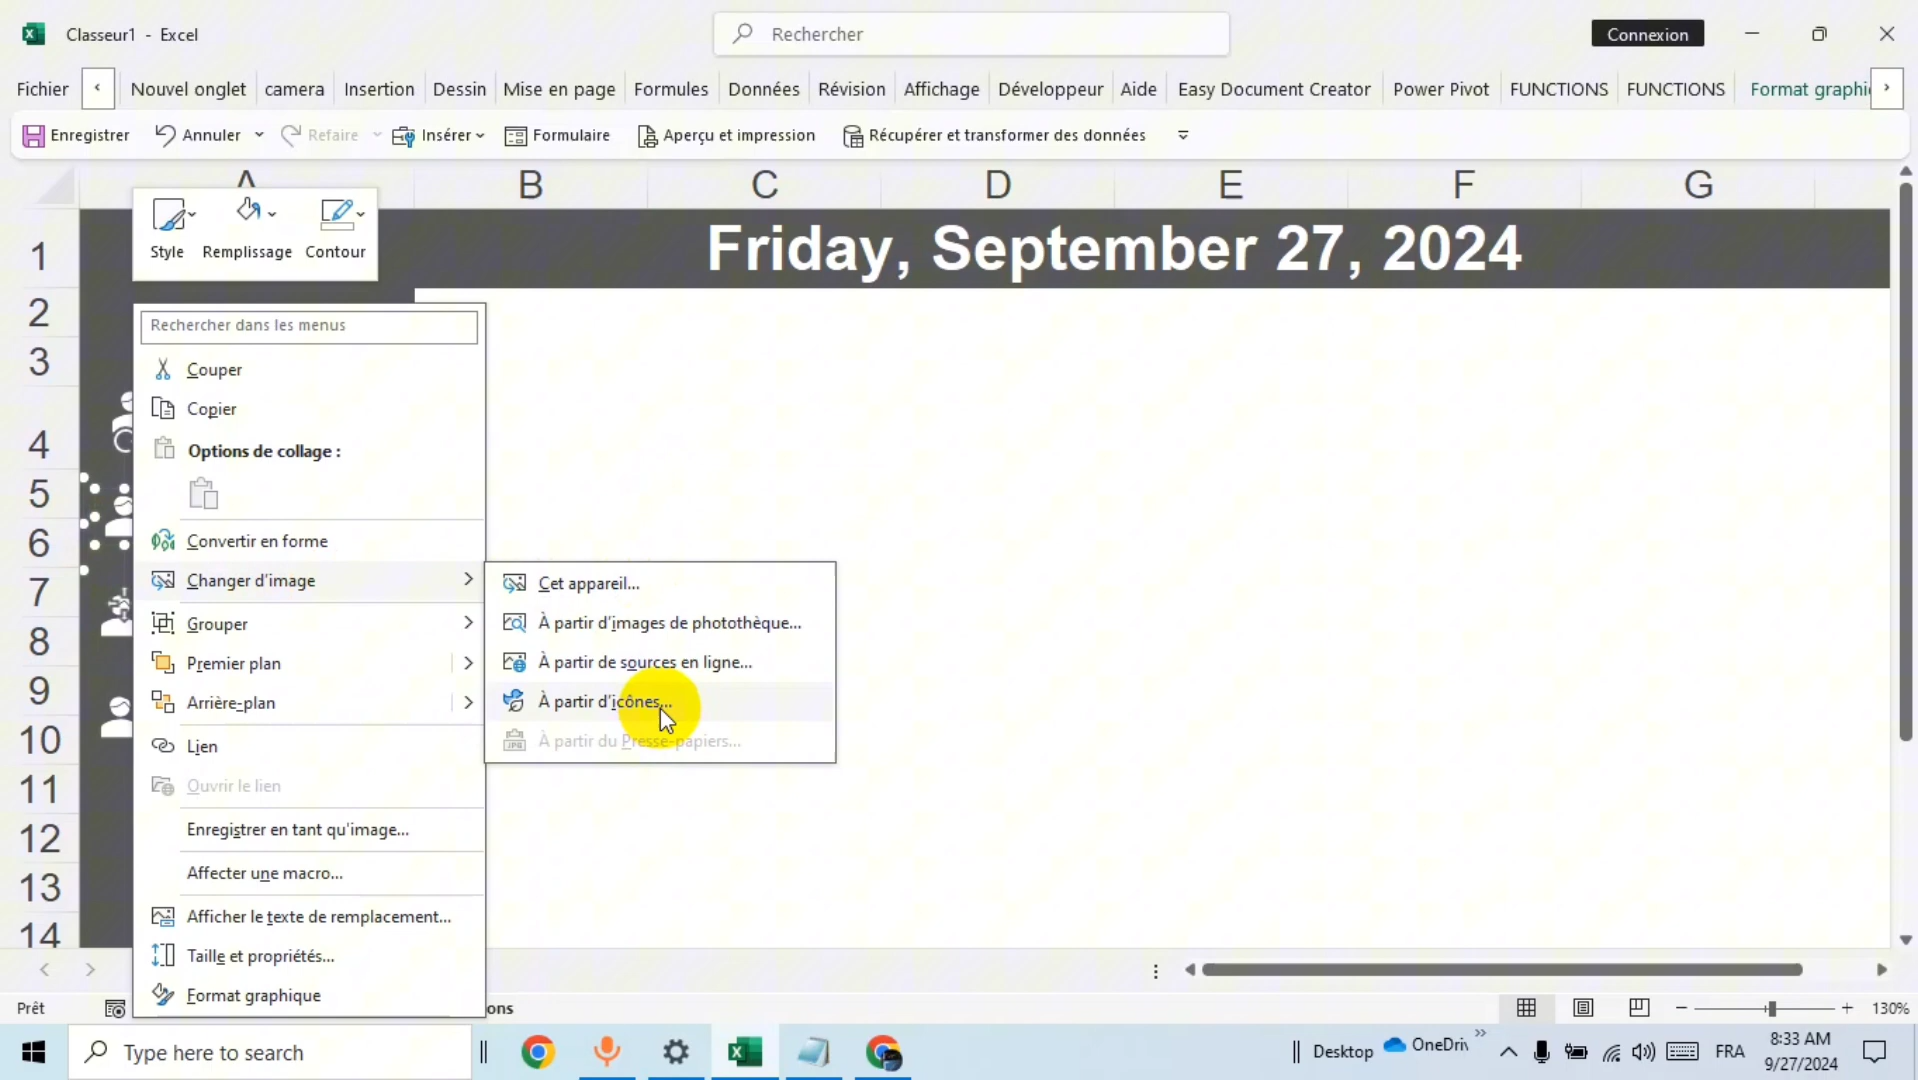 Classeur1 - Excel
Rechercher
Connexion
Fichier Nouvel onglet camera Insertion Dessin Mise en page Formules Données Révision Affichage Développeur Aide Easy Document Creator Power Pivot FUNCTIONS FUNCTIONS Format graphi
Enregistrer Annuler Refaire Insérer Formulaire Aperçu et impression Récupérer et transformer des données
A B C D E F G
Style Remplissage Contour
1 Friday, September 27, 2024
2
Rechercher dans les menus
3
Couper
Copier
4
Options de collage :
5
6
Convertir en forme
7
Changer d'image
Cet appareil...
Grouper
À partir d'images de photothèque...
8
Premier plan
À partir de sources en ligne...
9
Arrière-plan
À partir d'icônes...
10
Lien
À partir du Presse-papiers...
11
Ouvrir le lien
12
Enregistrer en tant qu'image...
13
Affecter une macro...
14
Afficher le texte de remplacement...
Taille et propriétés...
Format graphique
Prêt
ons
130%
Type here to search
Desktop
OneDriv
FRA
8:33 AM
9/27/2024